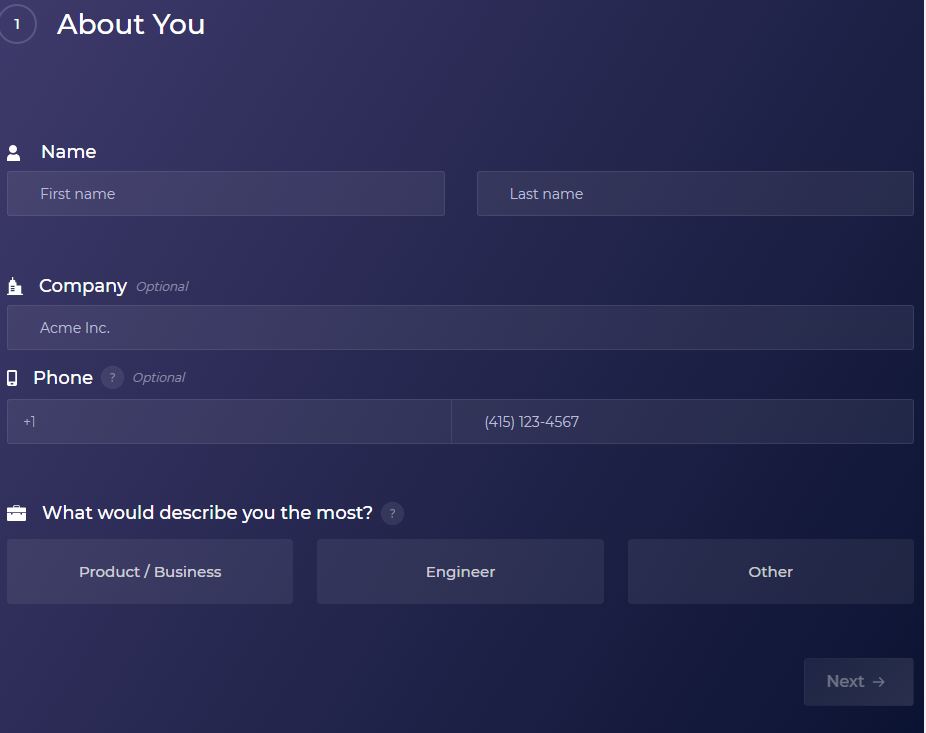 1 About You
Name
First name Last name
Company Optional
Acme Inc.
Phone ? Optional
+1 (415) 123-4567
What would describe you the most? ?
Product / Business Engineer Other
Next →